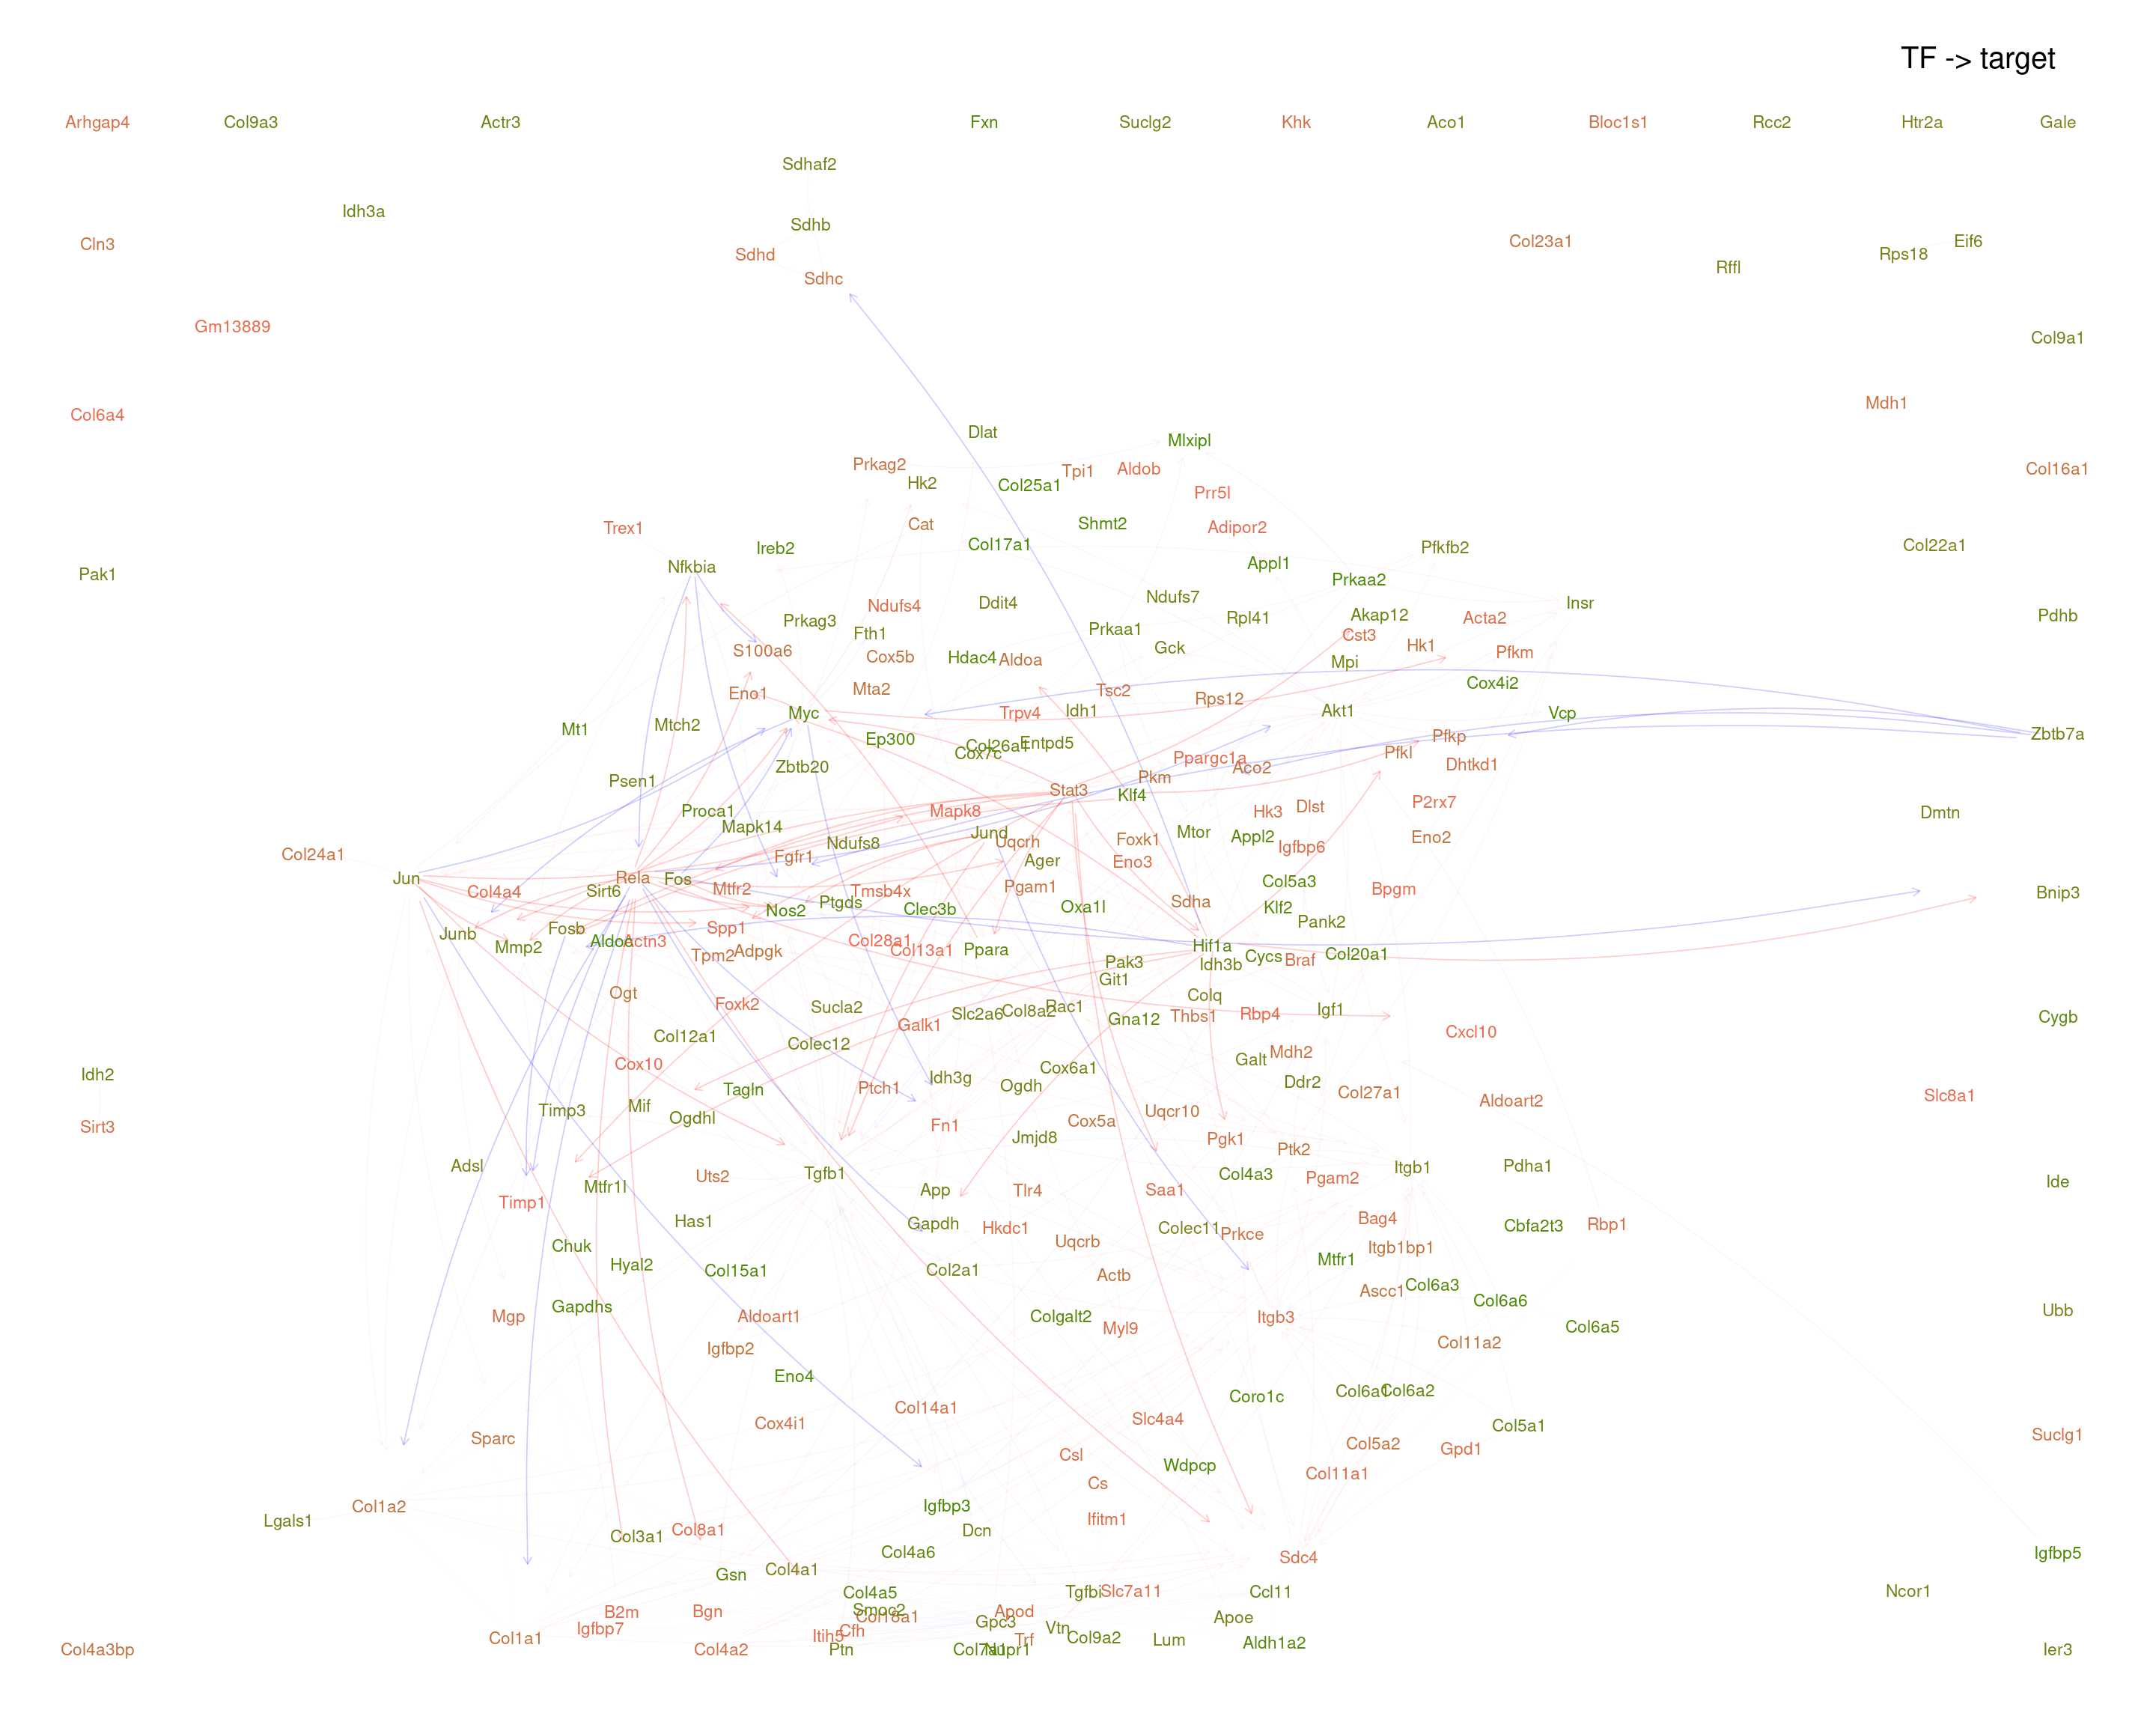 TF -> target
Arhgap4 Col9a3 Actr3 Fxn Suclg2 Khk Aco1 Bloc1s1 Rcc2 Htr2a Gale
Sdhaf2
Idh3a
Sdhb
Cln3 Sdhd Col23a1 Rps18 Eif6
Sdhc Rffl
Gm13889
Col9a1
Col6a4 Mdh1
Dlat Mlxipl
Prkag2 Tpi1 Aldob Col16a1
Hk2 Col25a1 Prr5l
Trex1 Cat Shmt2 Adipor2
Ireb2 Col17a1 Pfkfb2 Col22a1
Pak1 Nfkbia Appl1 Prkaa2
Ndufs4 Ddit4 Ndufs7 Insr
Prkag3 Rpl41 Akap12 Acta2 Pdhb
Fth1 Prkaa1 Cst3
S100a6 Cox5b Hdac4 Aldoa Gck Mpi Hk1 Pfkm
Eno1 Mta2 Tsc2 Rps12 Cox4i2
Mt1 Mtch2 Myc Trpv4 Idh1 Akt1 Vcp
Ep300 Col26a1 Entpd5 Pfkp Zbtb7a
Cox7c Ppargc1a Pfkl
Psen1 Zbtb20 Pkm Aco2 Dhtkd1
Stat3 Klf4
Proca1 Mapk8 Hk3 Dlst P2rx7 Dmtn
Mapk14 Jund Mtor Appl2 Eno2
Col24a1 Fgfr1 Ndufs8 Uqcrh Foxk1 Igfbp6
Jun Rela Fos Ager Eno3
Col4a4 Sirt6 Mtfr2 Tmsb4x Pgam1 Col5a3 Bpgm Bnip3
Nos2 Ptgds Clec3b Oxa1l Sdha Klf2
Junb Fosb Spp1 Pank2
Mmp2 Aldoc Actn3 Col28a1 Hif1a
Tpm2 Adpgk Col13a1 Ppara Pak3 Idh3b Cycs Braf Col20a1
Ogt Git1
Foxk2 Sucla2 Colq
Slc2a6 Col8a2 Rac1 Gna12 Thbs1 Rbp4 Igf1 Cygb
Col12a1 Colec12 Galk1 Cxcl10
Cox10 Galt Mdh2
Idh2 Tagln Ptch1 Idh3g Ogdh Cox6a1 Ddr2
Timp3 Mif Ogdhl Col27a1 Aldoart2 Slc8a1
Sirt3 Fn1 Cox5a Uqcr10
Jmjd8 Pgk1 Ptk2
Adsl Uts2 Tgfb1 Col4a3 Pgam2 Itgb1 Pdha1
Timp1 Mtfr1l App Tlr4 Saa1 Ide
Has1 Gapdh Hkdc1 Colec11 Prkce Bag4 Cbfa2t3 Rbp1
Chuk Uqcrb Itgb1bp1
Hyal2 Col15a1 Col2a1 Actb Mtfr1
Gapdhs Ascc1 Col6a3 Col6a6 Ubb
Mgp Aldoart1 Colgalt2 Myl9 Itgb3 Col6a5
Igfbp2 Col11a2
Eno4 Coro1c Col6a1 Col6a2
Cox4i1 Col14a1 Slc4a4 Col5a1
Sparc Csl Col5a2 Gpd1 Suclg1
Wdpcp Col11a1
Cs
Lgals1 Col1a2 Igfbp3 Ifitm1
Col3a1 Col8a1 Dcn
Gsn Col4a1 Col4a6 Sdc4 Igfbp5
Col4a5 Tgfbi Slc7a11 Ccl11 Ncor1
B2m Bgn Smoc2 Col18a1 Apod Apoe
Igfbp7 Cfh Gpc3 Vtn
Col1a1 Itih5 Trf Col9a2 Lum Aldh1a2
Col4a3bp Col4a2 Ptn Col7a1 Nupr1 Ier3